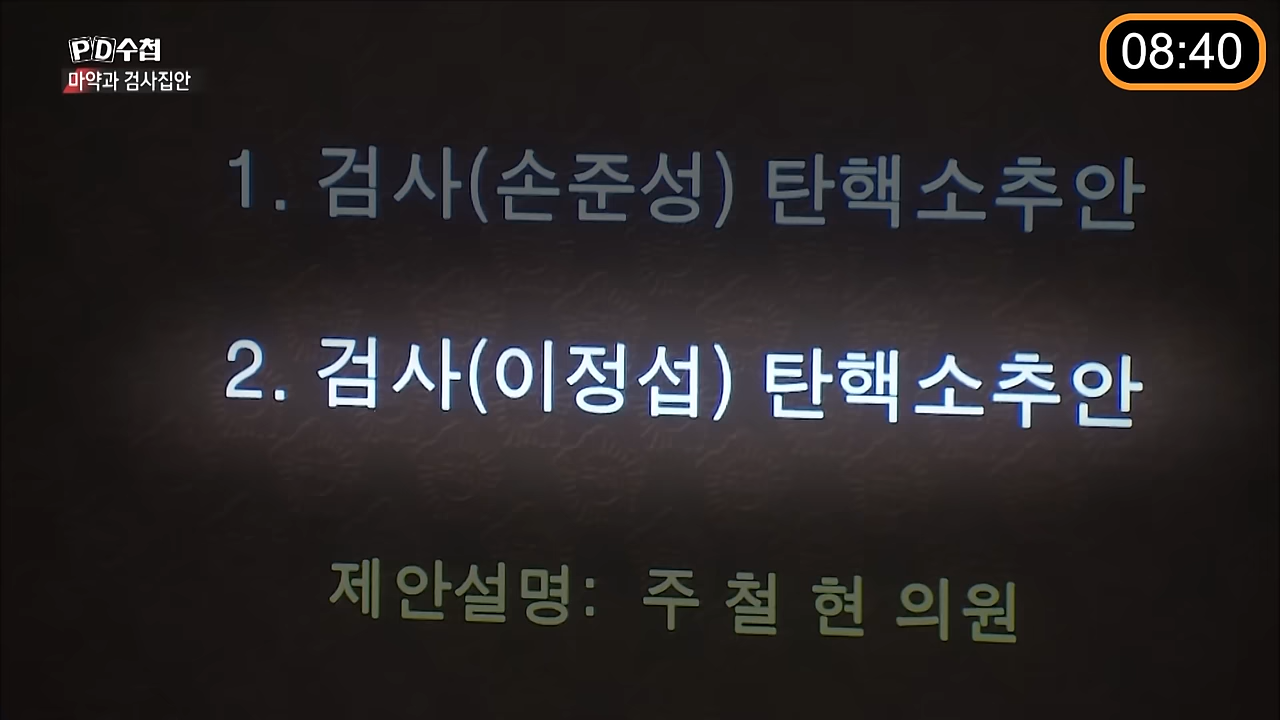 PD수첩
마약과 검사집안
08:40
1. 검사(손준성) 탄핵소추안
2. 검사(이정섭) 탄핵소추안
제안설명: 주 철 현 의원